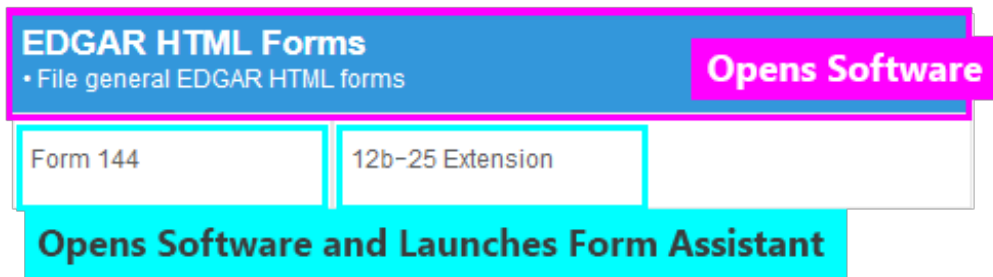 EDGAR HTML Forms
• File general EDGAR HTML forms
Opens Software
Form 144
12b-25 Extension
Opens Software and Launches Form Assistant